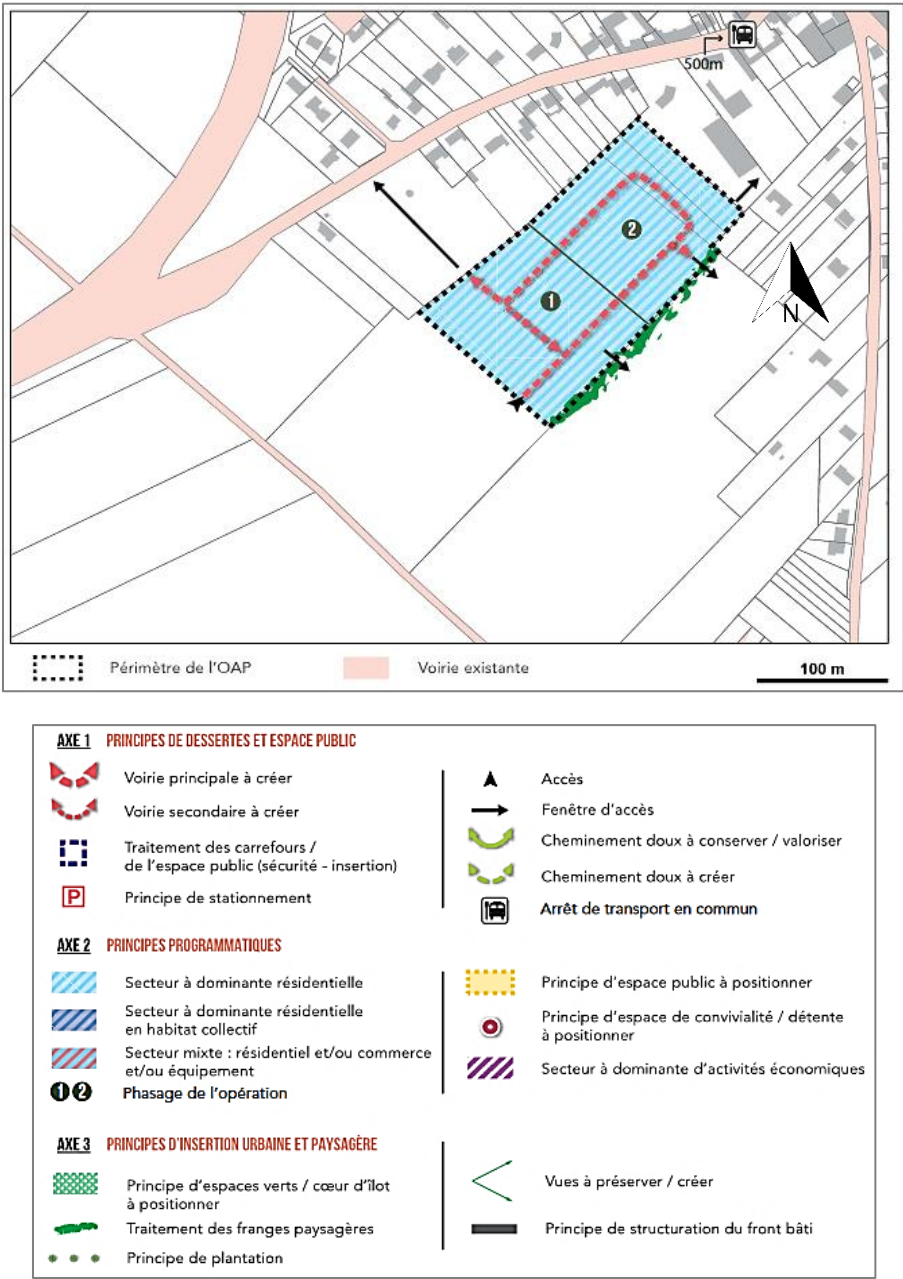 500m
2
1
N
Périmètre de l'OAP
Voirie existante
100 m
AXE 1 PRINCIPES DE DESSERTES ET ESPACE PUBLIC
Voirie principale à créer
Voirie secondaire à créer
Traitement des carrefours /
de l'espace public (sécurité - insertion)
P
Principe de stationnement
Accès
Fenêtre d'accès
Cheminement doux à conserver / valoriser
Cheminement doux à créer
Arrêt de transport en commun
AXE 2 PRINCIPES PROGRAMMATIQUES
Secteur à dominante résidentielle
Secteur à dominante résidentielle
en habitat collectif
Secteur mixte : résidentiel et/ou commerce
et/ou équipement
1 2 Phasage de l'opération
Principe d'espace public à positionner
Principe d'espace de convivialité / détente
à positionner
Secteur à dominante d'activités économiques
AXE 3 PRINCIPES D'INSERTION URBAINE ET PAYSAGÈRE
Principe d'espaces verts / cœur d'îlot
à positionner
Traitement des franges paysagères
Principe de plantation
Vues à préserver / créer
Principe de structuration du front bâti